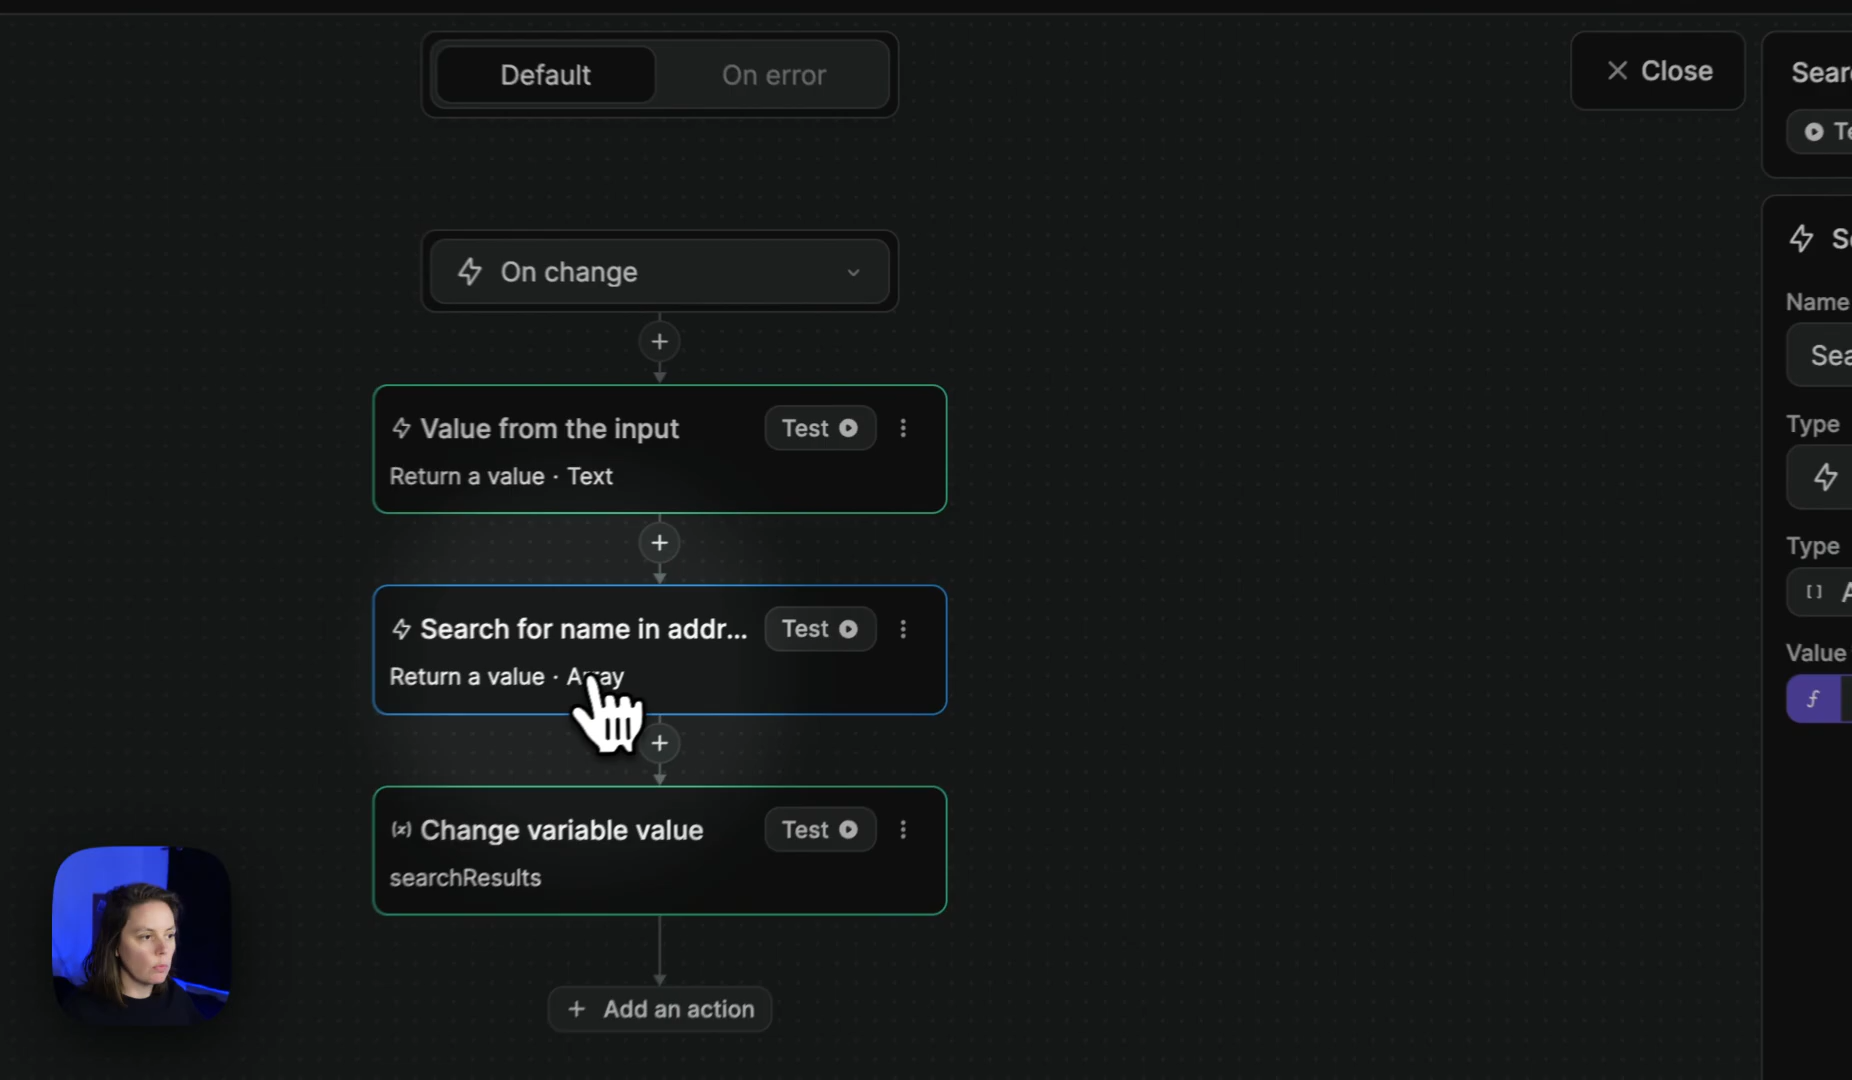 Default
On error
Close
On change
Value from the input
Test
Return a value · Text
Search for name in addr...
Test
Return a value · Array
Change variable value
Test
searchResults
Add an action
Name
Type
Type
Value